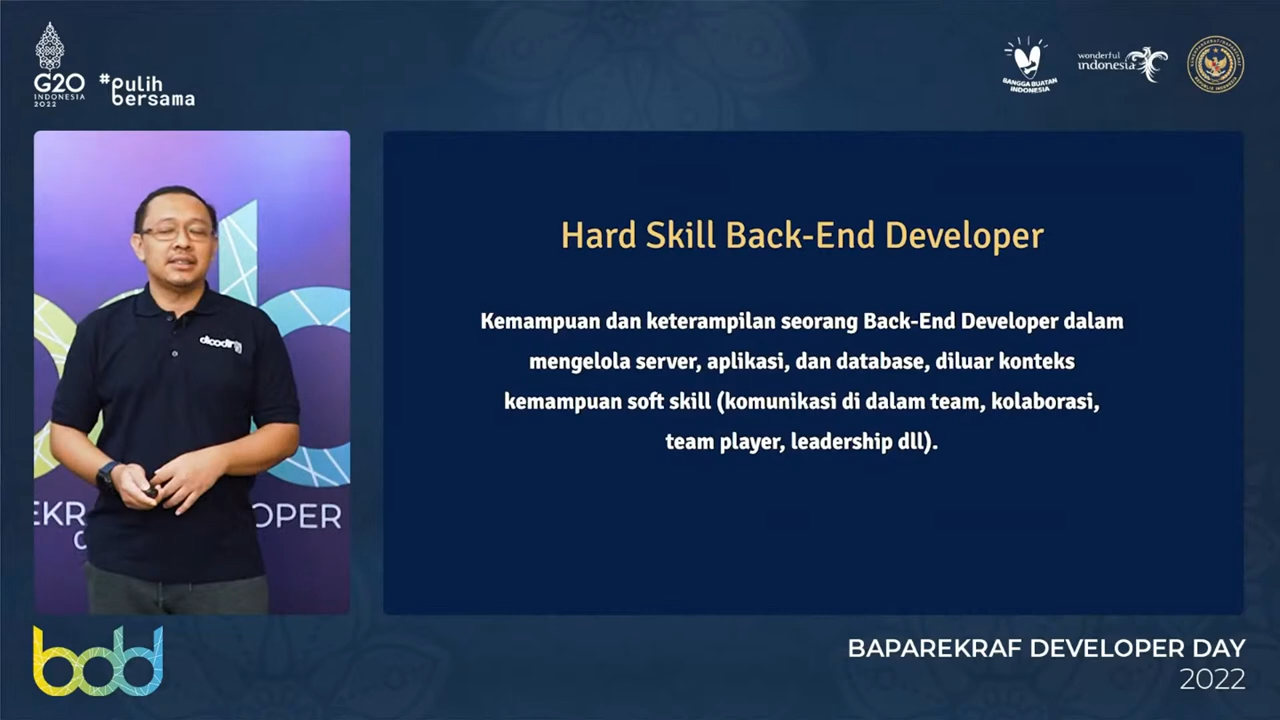 G20
INDONESIA
2022
#pulih
bersama
BANGGA BUATAN
INDONESIA
wonderful
indonesia
Hard Skill Back-End Developer
Kemampuan dan keterampilan seorang Back-End Developer dalam
mengelola server, aplikasi, dan database, diluar konteks
kemampuan soft skill (komunikasi di dalam team, kolaborasi,
team player, leadership dll).
dicoding
EKR
OPER
bdd
BAPAREKRAF DEVELOPER DAY
2022